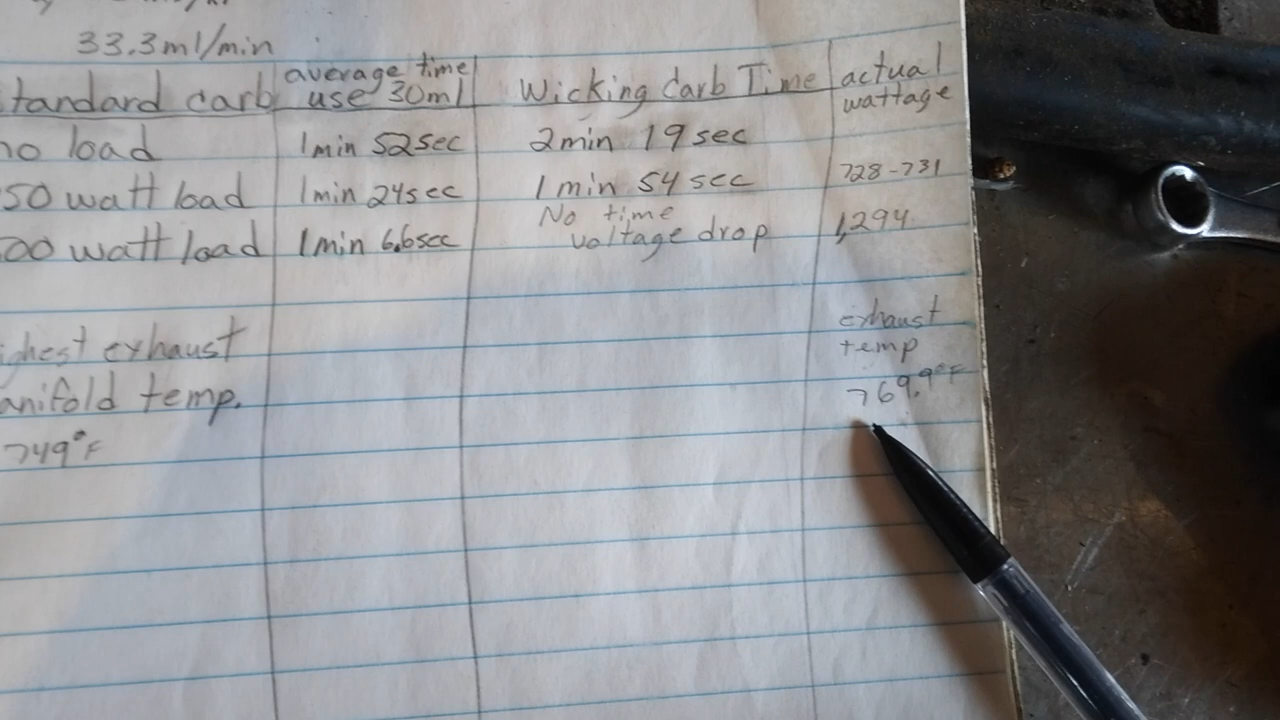 33.3ml/min
tandard carb average time use 30ml Wicking Carb Time actual wattage
no load 1min 52sec 2min 19sec
50 watt load 1min 24sec 1min 54sec 728-731
00 watt load 1min 6.6sec No time voltage drop 1,294
ighest exhaust
anifold temp.
749°F
exhaust
temp
769.9°F